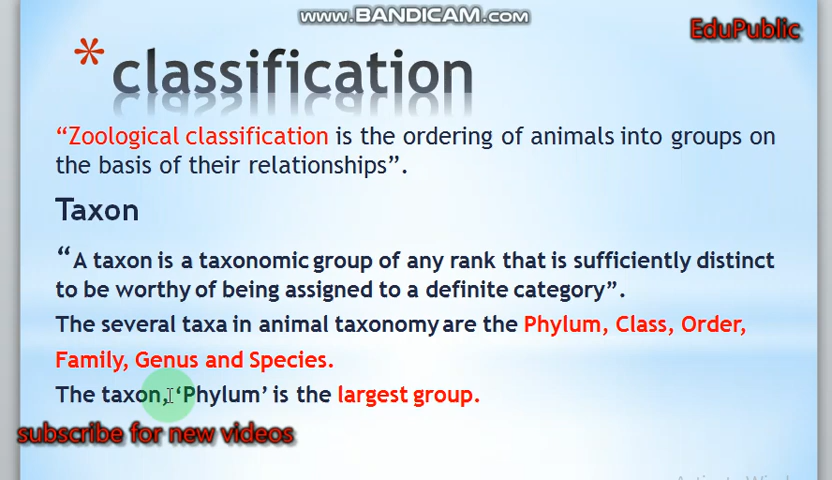 www.BANDICAM.com
EduPublic
*classification
“Zoological classification is the ordering of animals into groups on
the basis of their relationships”.
Taxon
“A taxon is a taxonomic group of any rank that is sufficiently distinct
to be worthy of being assigned to a definite category”.
The several taxa in animal taxonomy are the Phylum, Class, Order,
Family, Genus and Species.
The taxon, ‘Phylum’ is the largest group.
subscribe for new videos